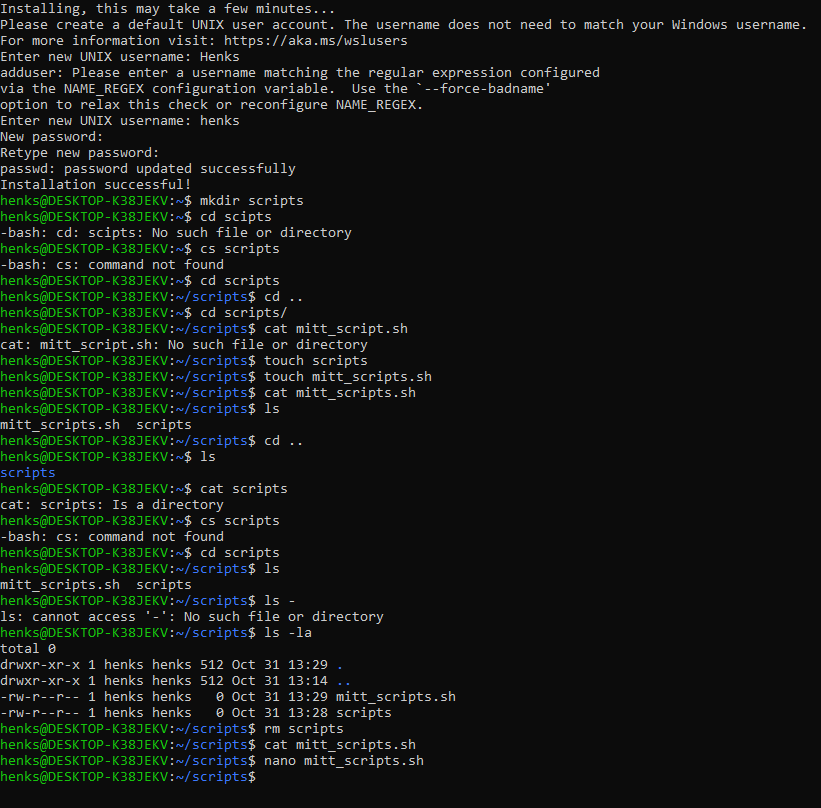 Installing, this may take a few minutes...
Please create a default UNIX user account. The username does not need to match your Windows username.
For more information visit: https://aka.ms/wslusers
Enter new UNIX username: Henks
adduser: Please enter a username matching the regular expression configured
via the NAME_REGEX configuration variable.  Use the `--force-badname'
option to relax this check or reconfigure NAME_REGEX.
Enter new UNIX username: henks
New password:
Retype new password:
passwd: password updated successfully
Installation successful!
henks@DESKTOP-K38JEKV:~$ mkdir scripts
henks@DESKTOP-K38JEKV:~$ cd scipts
-bash: cd: scipts: No such file or directory
henks@DESKTOP-K38JEKV:~$ cs scripts
-bash: cs: command not found
henks@DESKTOP-K38JEKV:~$ cd scripts
henks@DESKTOP-K38JEKV:~/scripts$ cd ..
henks@DESKTOP-K38JEKV:~$ cd scripts/
henks@DESKTOP-K38JEKV:~/scripts$ cat mitt_script.sh
cat: mitt_script.sh: No such file or directory
henks@DESKTOP-K38JEKV:~/scripts$ touch scripts
henks@DESKTOP-K38JEKV:~/scripts$ touch mitt_scripts.sh
henks@DESKTOP-K38JEKV:~/scripts$ cat mitt_scripts.sh
henks@DESKTOP-K38JEKV:~/scripts$ ls
mitt_scripts.sh  scripts
henks@DESKTOP-K38JEKV:~/scripts$ cd ..
henks@DESKTOP-K38JEKV:~$ ls
scripts
henks@DESKTOP-K38JEKV:~$ cat scripts
cat: scripts: Is a directory
henks@DESKTOP-K38JEKV:~$ cs scripts
-bash: cs: command not found
henks@DESKTOP-K38JEKV:~$ cd scripts
henks@DESKTOP-K38JEKV:~/scripts$ ls
mitt_scripts.sh  scripts
henks@DESKTOP-K38JEKV:~/scripts$ ls -
ls: cannot access '-': No such file or directory
henks@DESKTOP-K38JEKV:~/scripts$ ls -la
total 0
drwxr-xr-x 1 henks henks 512 Oct 31 13:29 .
drwxr-xr-x 1 henks henks 512 Oct 31 13:14 ..
-rw-r--r-- 1 henks henks   0 Oct 31 13:29 mitt_scripts.sh
-rw-r--r-- 1 henks henks   0 Oct 31 13:28 scripts
henks@DESKTOP-K38JEKV:~/scripts$ rm scripts
henks@DESKTOP-K38JEKV:~/scripts$ cat mitt_scripts.sh
henks@DESKTOP-K38JEKV:~/scripts$ nano mitt_scripts.sh
henks@DESKTOP-K38JEKV:~/scripts$